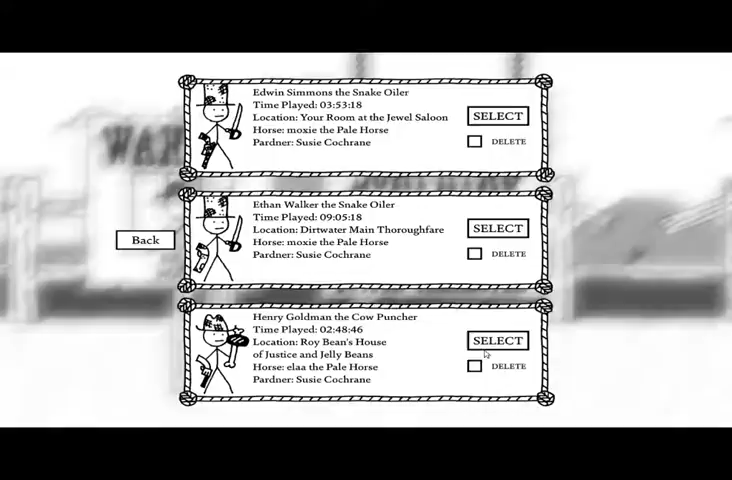 Edwin Simmons the Snake Oiler
Time Played: 03:53:18
Location: Your Room at the Jewel Saloon
Horse: moxie the Pale Horse
Pardner: Susie Cochrane
SELECT
DELETE
Ethan Walker the Snake Oiler
Time Played: 09:05:18
Location: Dirtwater Main Thoroughfare
Horse: moxie the Pale Horse
Pardner: Susie Cochrane
SELECT
DELETE
Back
Henry Goldman the Cow Puncher
Time Played: 02:48:46
Location: Roy Bean's House
of Justice and Jelly Beans
Horse: elaa the Pale Horse
Pardner: Susie Cochrane
SELECT
DELETE